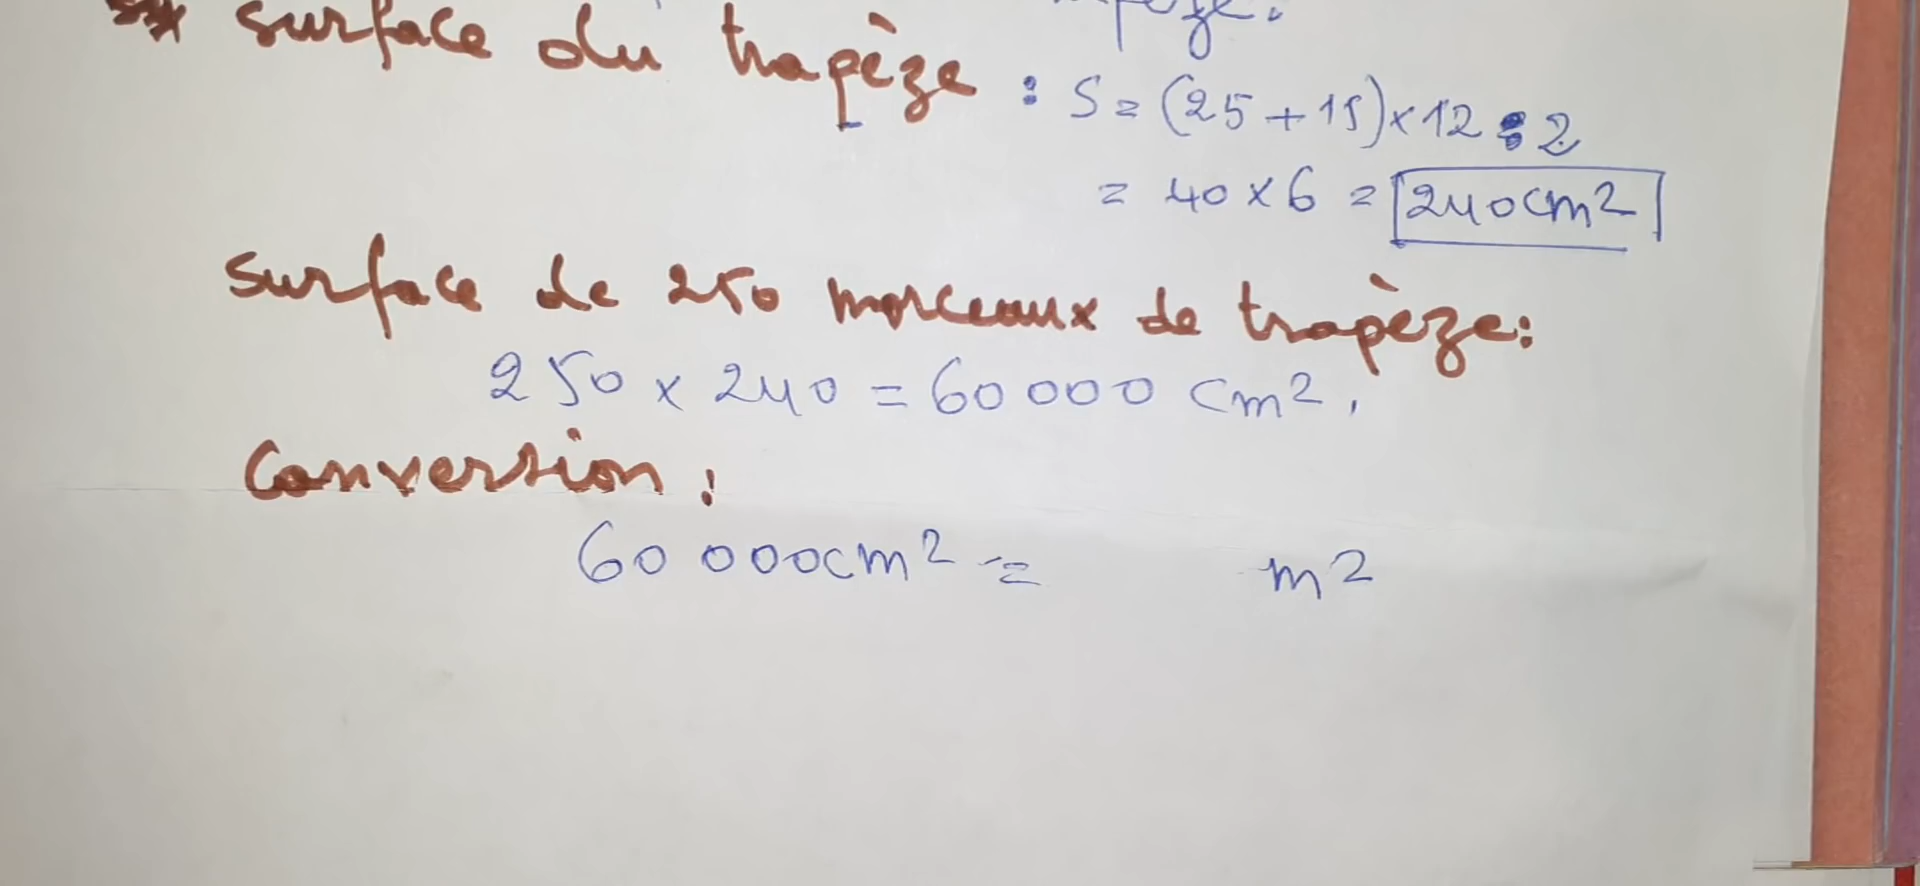 surface du trapèze : S = (25 + 15) x 12 : 2
= 40 x 6 = 240cm2
surface de 250 morceaux de trapèze:
250 x 240 = 60 000 cm2.
Conversion :
60 000cm2 = m2